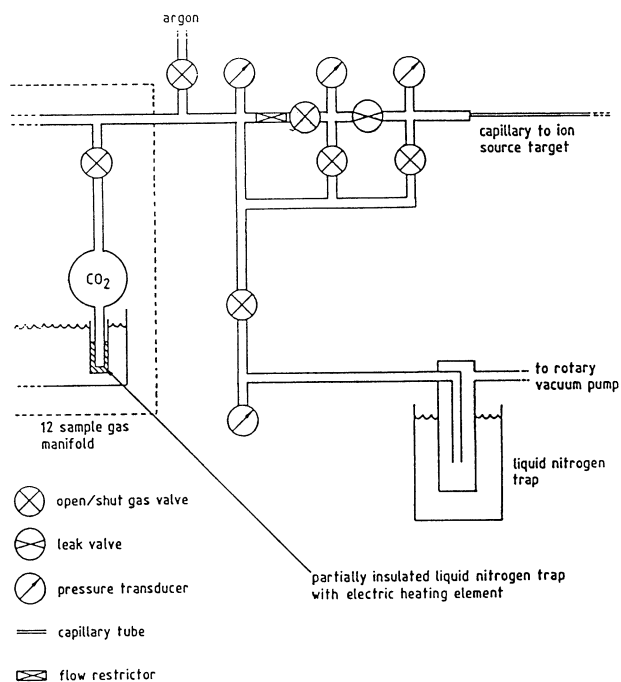 argon
capillary to ion
source target
CO2
to rotary
vacuum pump
12 sample gas
manifold
liquid nitrogen
trap
open/shut gas valve
leak valve
pressure transducer
partially insulated liquid nitrogen trap
with electric heating element
capillary tube
flow restrictor